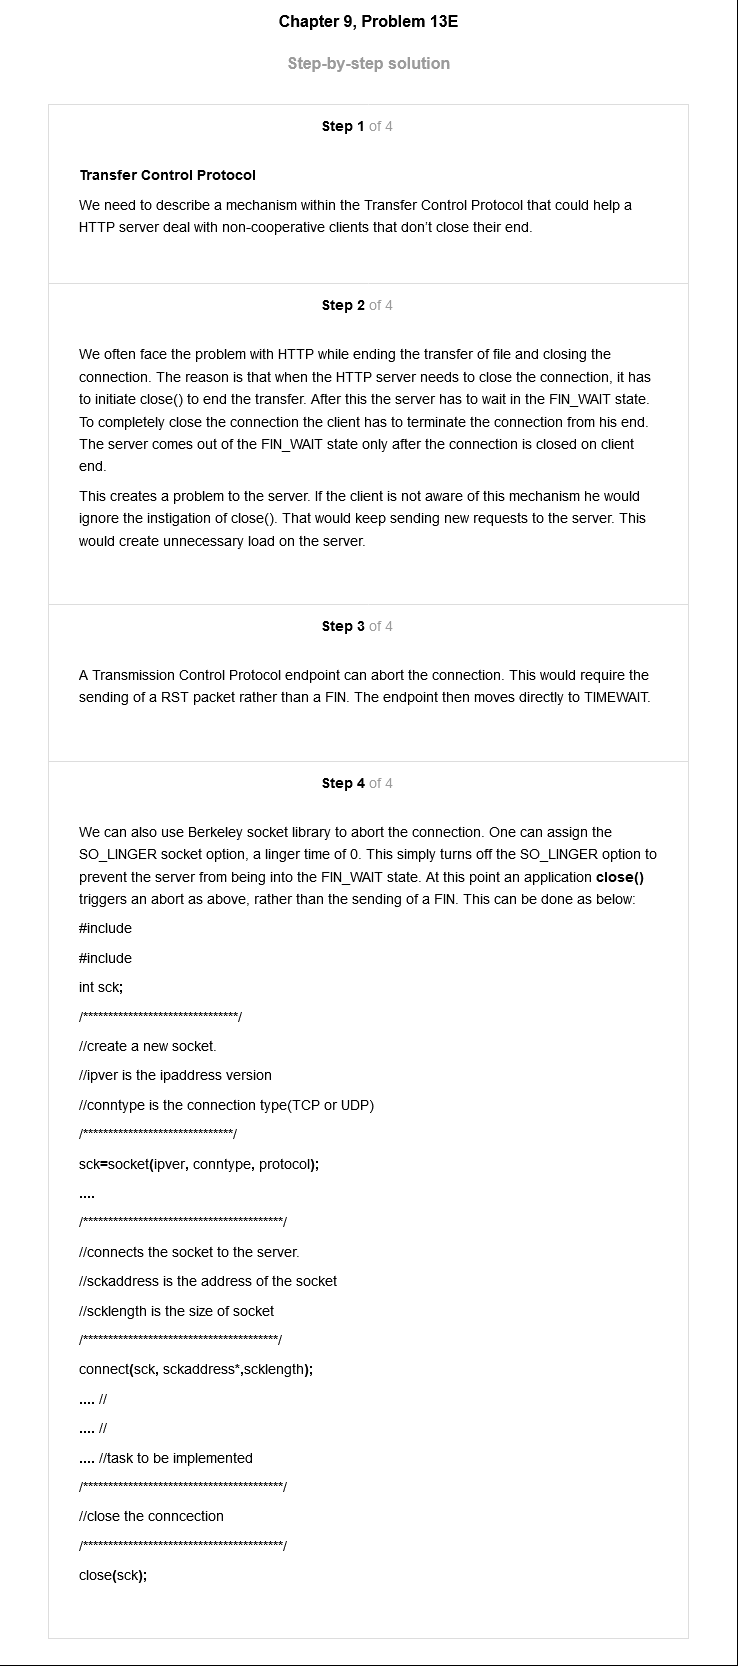 Chapter 9, Problem 13E
Step-by-step solution
Step 1 of 4
Transfer Control Protocol
We need to describe a mechanism within the Transfer Control Protocol that could help a
HTTP server deal with non-cooperative clients that don’t close their end.
Step 2 of 4
We often face the problem with HTTP while ending the transfer of file and closing the
connection. The reason is that when the HTTP server needs to close the connection, it has
to initiate close() to end the transfer. After this the server has to wait in the FIN_WAIT state.
To completely close the connection the client has to terminate the connection from his end.
The server comes out of the FIN_WAIT state only after the connection is closed on client
end.
This creates a problem to the server. If the client is not aware of this mechanism he would
ignore the instigation of close(). That would keep sending new requests to the server. This
would create unnecessary load on the server.
Step 3 of 4
A Transmission Control Protocol endpoint can abort the connection. This would require the
sending of a RST packet rather than a FIN. The endpoint then moves directly to TIMEWAIT.
Step 4 of 4
We can also use Berkeley socket library to abort the connection. One can assign the
SO_LINGER socket option, a linger time of 0. This simply turns off the SO_LINGER option to
prevent the server from being into the FIN_WAIT state. At this point an application close()
triggers an abort as above, rather than the sending of a FIN. This can be done as below:
#include
#include
int sck;
/*******************************/
//create a new socket.
//ipver is the ipaddress version
//conntype is the connection type(TCP or UDP)
/******************************/
sck=socket(ipver, conntype, protocol);
....
/****************************************/
//connects the socket to the server.
//sckaddress is the address of the socket
//scklength is the size of socket
/***************************************/
connect(sck, sckaddress*,scklength);
.... //
.... //
.... //task to be implemented
/****************************************/
//close the conncection
/****************************************/
close(sck);